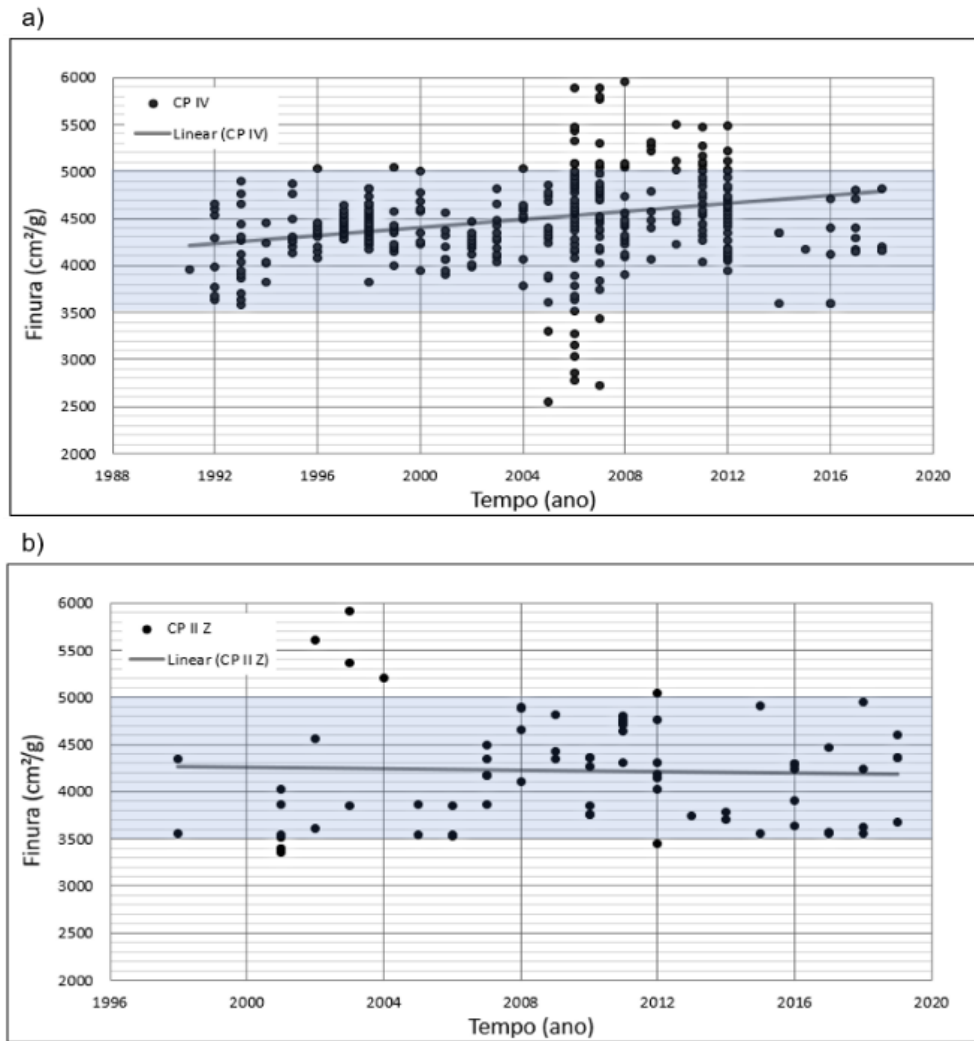 a)
6000
5500
5000
4500
4000
3500
3000
2500
2000
Finura (cm²/g)
CP IV
Linear (CP IV)
1988 1992 1996 2000 2004 2008 2012 2016 2020
Tempo (ano)
b)
6000
5500
5000
4500
4000
3500
3000
2500
2000
Finura (cm²/g)
CP II Z
Linear (CP II Z)
1996 2000 2004 2008 2012 2016 2020
Tempo (ano)